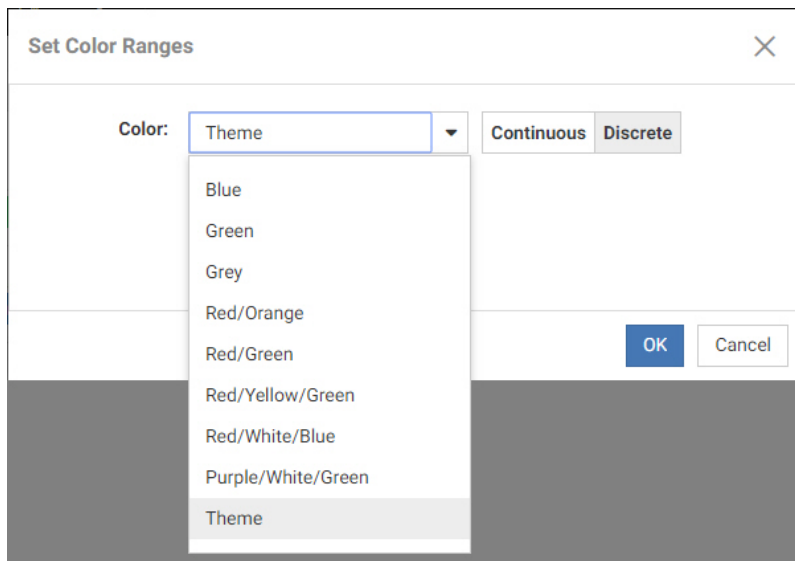 Set Color Ranges
Color: Theme Continuous Discrete
Blue
Green
Grey
Red/Orange
Red/Green
Red/Yellow/Green
Red/White/Blue
Purple/White/Green
Theme
OK Cancel